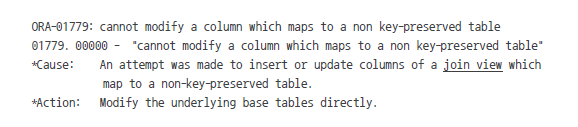 ORA-01779: cannot modify a column which maps to a non key-preserved table
01779. 00000 -  "cannot modify a column which maps to a non key-preserved table"
*Cause:    An attempt was made to insert or update columns of a join view which
map to a non-key-preserved table.
*Action:   Modify the underlying base tables directly.